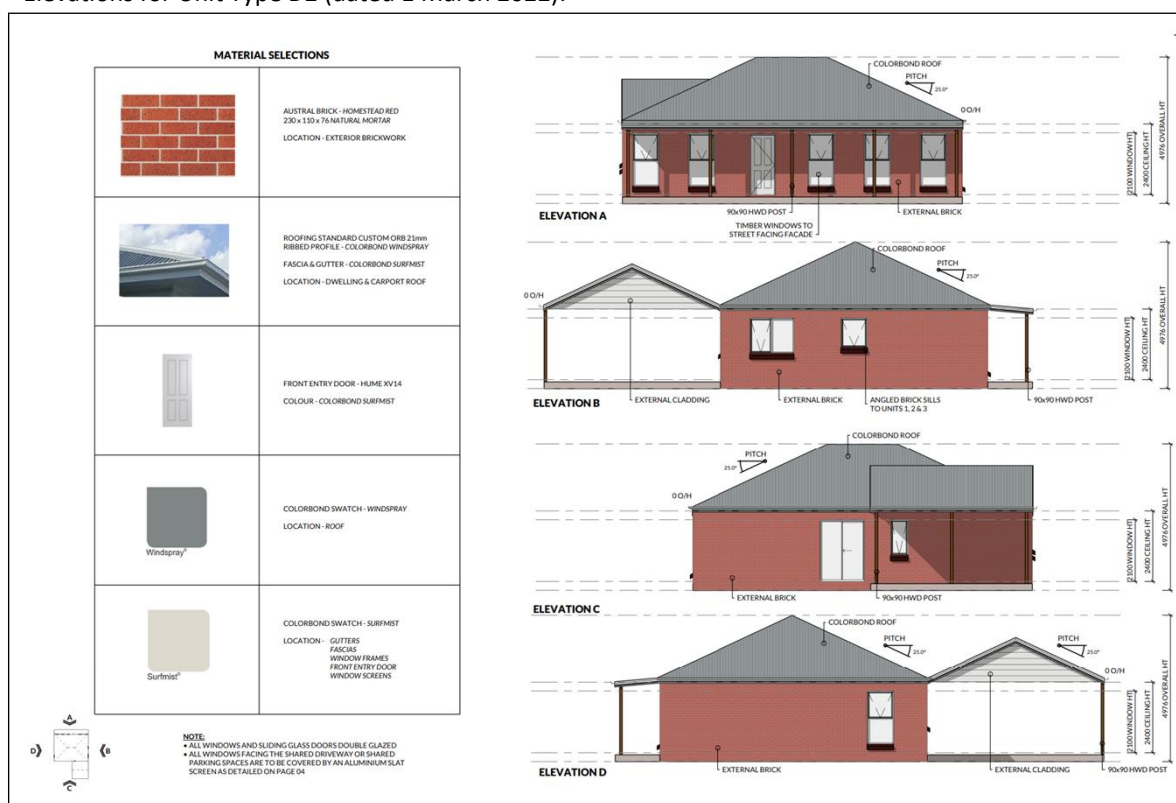 MATERIAL SELECTIONS
AUSTRAL BRICK - HOMESTEAD RED
230 x 110 x 76 NATURAL MORTAR
LOCATION - EXTERIOR BRICKWORK
ROOFING STANDARD CUSTOM ORB 21mm
RIBBED PROFILE - COLORBOND WINDSPRAY
FASCIA & GUTTER - COLORBOND SURFMIST
LOCATION - DWELLING & CARPORT ROOF
FRONT ENTRY DOOR - HUME XV14
COLOUR - COLORBOND SURFMIST
Windspray®
COLORBOND SWATCH - WINDSPRAY
LOCATION - ROOF
Surfmist®
COLORBOND SWATCH - SURFMIST
LOCATION - GUTTERS
FASCIAS
WINDOW FRAMES
FRONT ENTRY DOOR
WINDOW SCREENS
A
D
B
C
NOTE:
• ALL WINDOWS AND SLIDING GLASS DOORS DOUBLE GLAZED
• ALL WINDOWS FACING THE SHARED DRIVEWAY OR SHARED
PARKING SPACES ARE TO BE COVERED BY AN ALUMINIUM SLAT
SCREEN AS DETAILED ON PAGE 04
COLORBOND ROOF
PITCH
25.0°
0 O/H
2100 WINDOW HT
2400 CEILING HT
4976 OVERALL HT
ELEVATION A
90x90 HWD POST
TIMBER WINDOWS TO
STREET FACING FACADE
EXTERNAL BRICK
COLORBOND ROOF
PITCH
25.0°
0 O/H
0 O/H
2100 WINDOW HT
2400 CEILING HT
4976 OVERALL HT
ELEVATION B
EXTERNAL CLADDING
EXTERNAL BRICK
ANGLED BRICK SILLS
TO UNITS 1, 2 & 3
90x90 HWD POST
COLORBOND ROOF
PITCH
25.0°
0 O/H
2100 WINDOW HT
2400 CEILING HT
4976 OVERALL HT
ELEVATION C
EXTERNAL BRICK
90x90 HWD POST
COLORBOND ROOF
PITCH
25.0°
PITCH
25.0°
0 O/H
2100 WINDOW HT
2400 CEILING HT
4976 OVERALL HT
ELEVATION D
EXTERNAL BRICK
EXTERNAL CLADDING
90x90 HWD POST